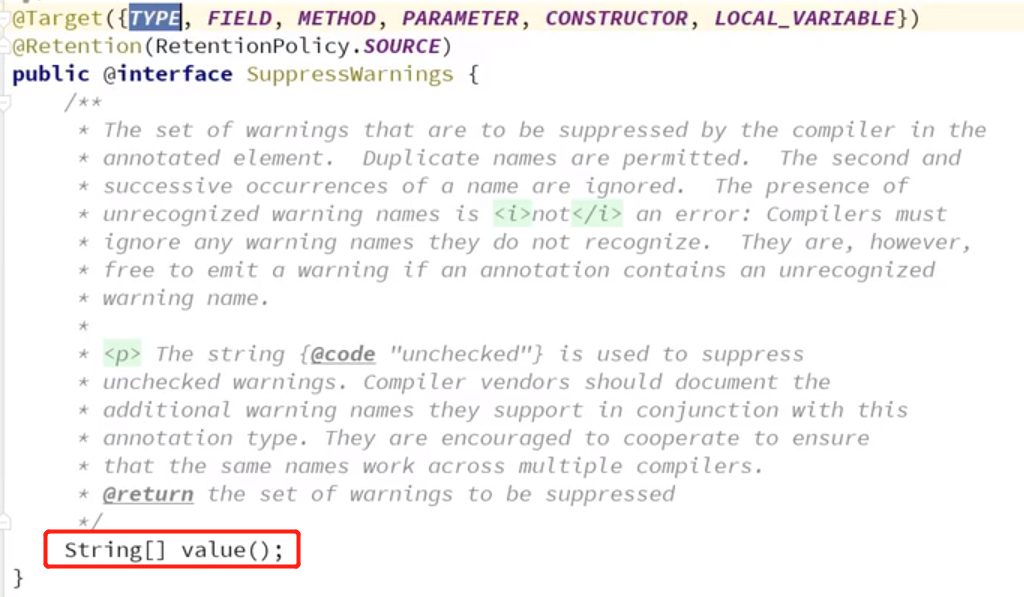 @Target({TYPE, FIELD, METHOD, PARAMETER, CONSTRUCTOR, LOCAL_VARIABLE})
@Retention(RetentionPolicy.SOURCE)
public @interface SuppressWarnings {
    /**
     * The set of warnings that are to be suppressed by the compiler in the
     * annotated element.  Duplicate names are permitted.  The second and
     * successive occurrences of a name are ignored.  The presence of
     * unrecognized warning names is <i>not</i> an error: Compilers must
     * ignore any warning names they do not recognize.  They are, however,
     * free to emit a warning if an annotation contains an unrecognized
     * warning name.
     *
     * <p> The string {@code "unchecked"} is used to suppress
     * unchecked warnings. Compiler vendors should document the
     * additional warning names they support in conjunction with this
     * annotation type. They are encouraged to cooperate to ensure
     * that the same names work across multiple compilers.
     * @return the set of warnings to be suppressed
     */
    String[] value();
}